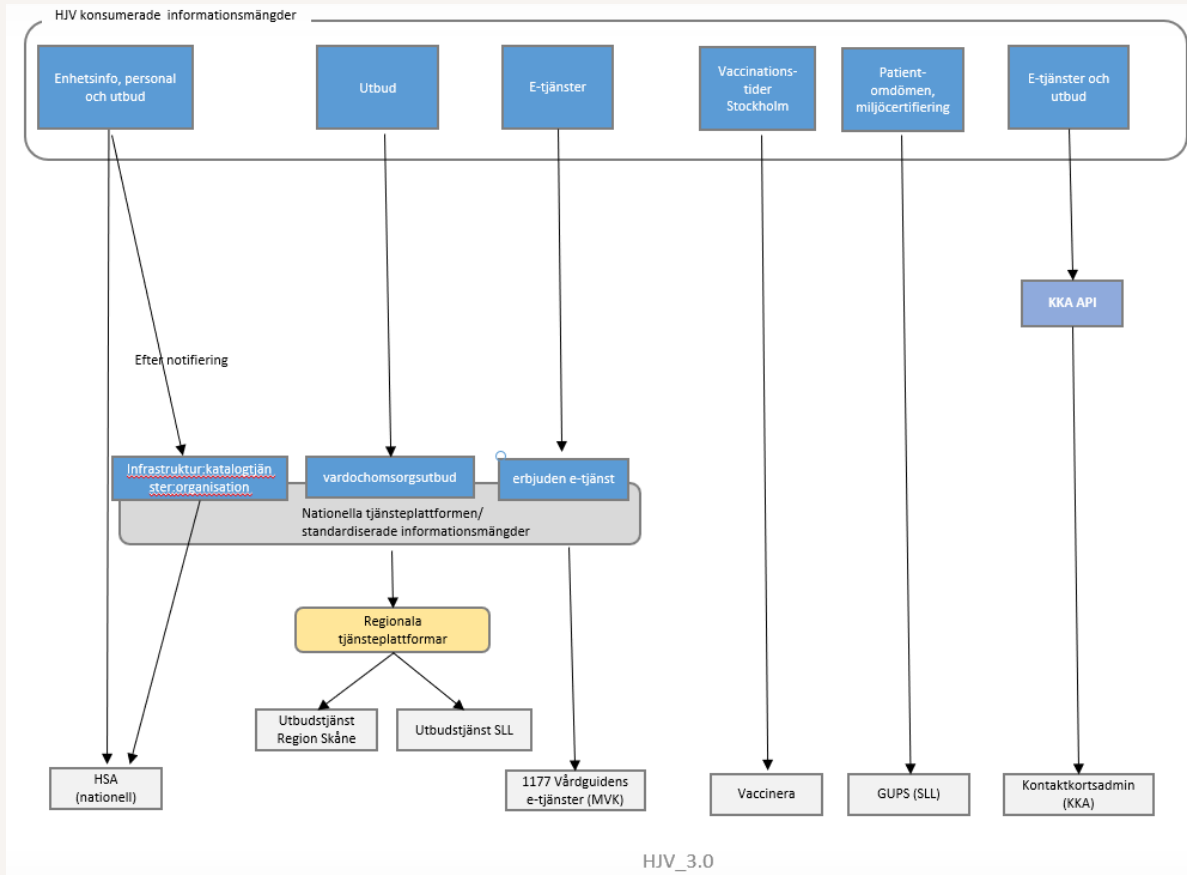 HJV konsumerade informationsmängder
Enhetsinfo, personal
och utbud
Utbud
E-tjänster
Vaccinations-
tider
Stockholm
Patient-
omdömen,
miljöcertifiering
E-tjänster och
utbud
KKA API
Efter notifiering
Infrastruktur:katalogtjän
ster:organisation
vardochomsorgsutbud
erbjuden e-tjänst
Nationella tjänsteplattformen/
standardiserade informationsmängder
Regionala
tjänsteplattformar
Utbudstjänst
Region Skåne
Utbudstjänst SLL
HSA
(nationell)
1177 Vårdguidens
e-tjänster (MVK)
Vaccinera
GUPS (SLL)
Kontaktkortsadmin
(KKA)
HJV_3.0